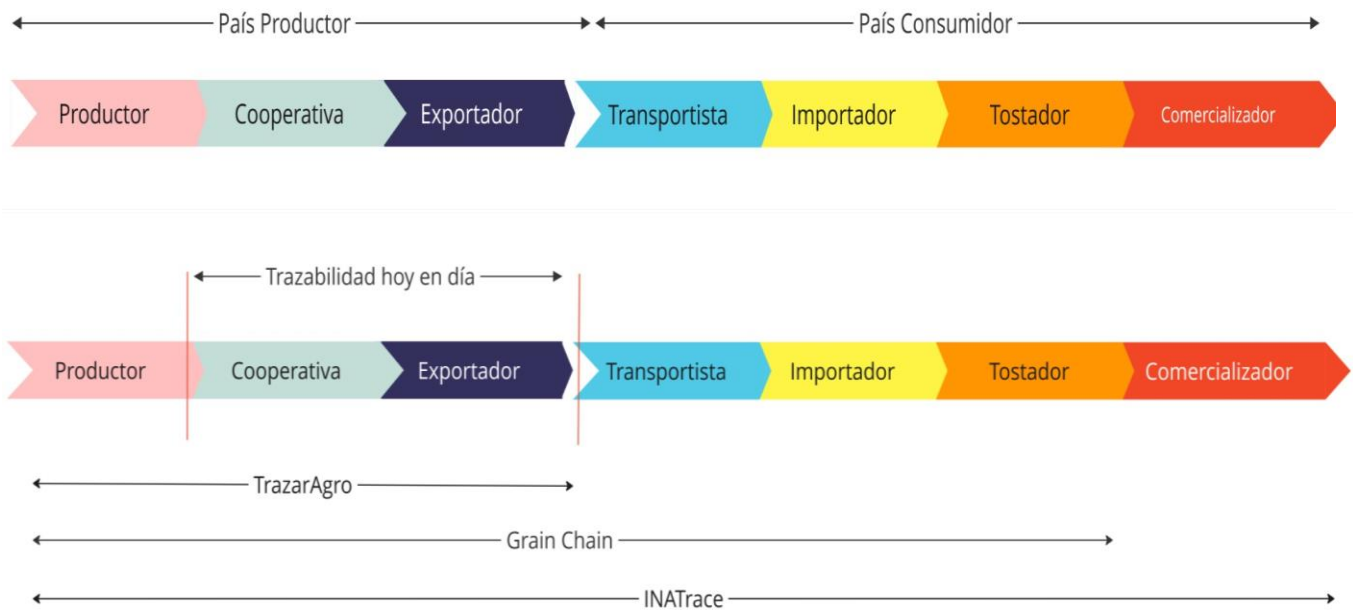 País Productor País Consumidor
Productor Cooperativa Exportador Transportista Importador Tostador Comercializador
Trazabilidad hoy en día
Productor Cooperativa Exportador Transportista Importador Tostador Comercializador
TrazarAgro
Grain Chain
INATrace